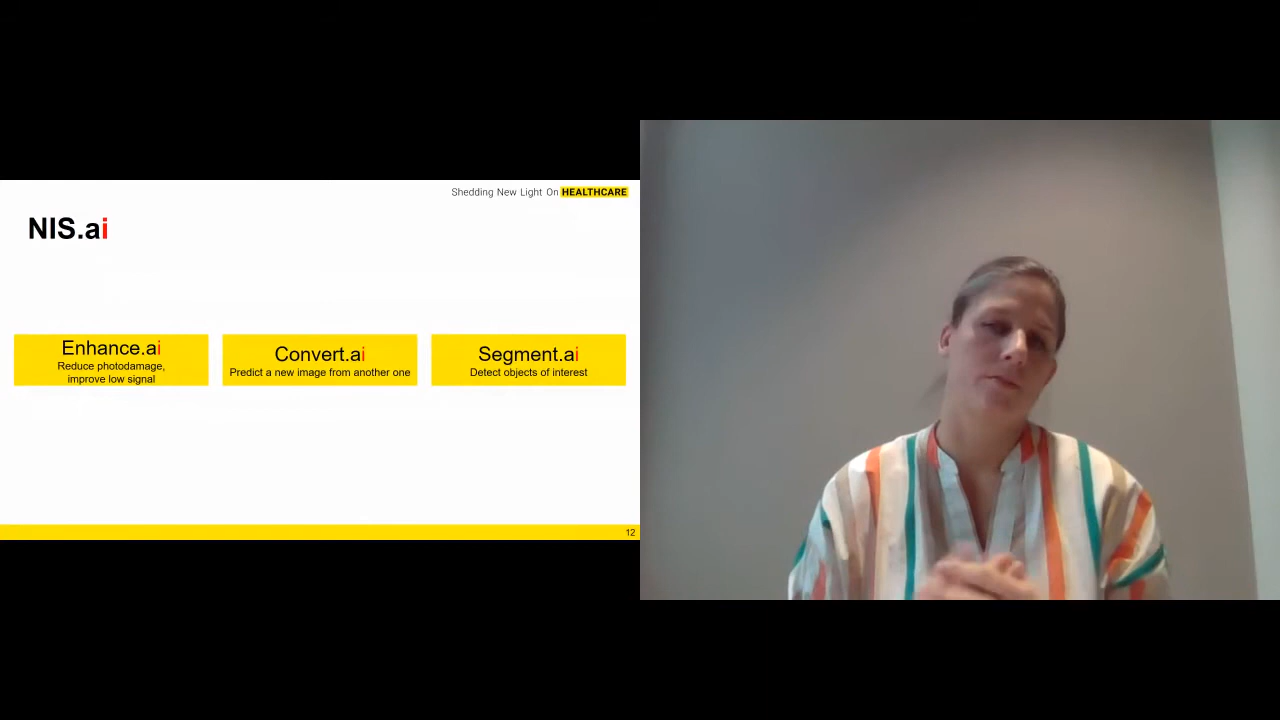 Shedding New Light On HEALTHCARE
NIS.ai
Enhance.ai
Reduce photodamage,
improve low signal
Convert.ai
Predict a new image from another one
Segment.ai
Detect objects of interest
12